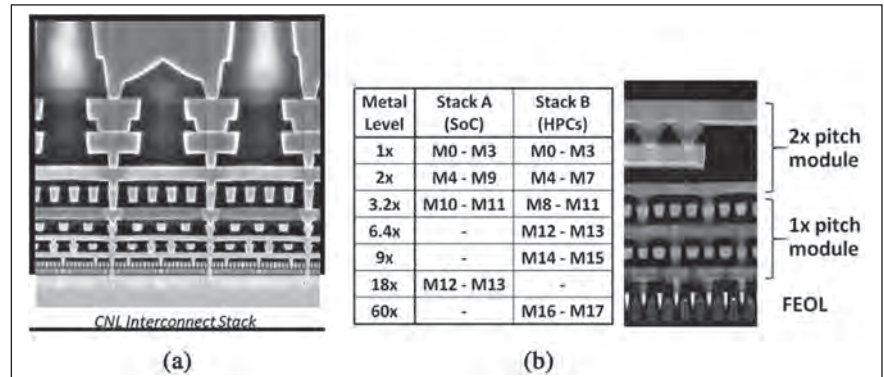 CNL Interconnect Stack
(a)
Metal Level Stack A (SoC) Stack B (HPCs)
1x M0 - M3 M0 - M3
2x M4 - M9 M4 - M7
3.2x M10 - M11 M8 - M11
6.4x - M12 - M13
9x - M14 - M15
18x M12 - M13 -
60x - M16 - M17
2x pitch
module
1x pitch
module
FEOL
(b)